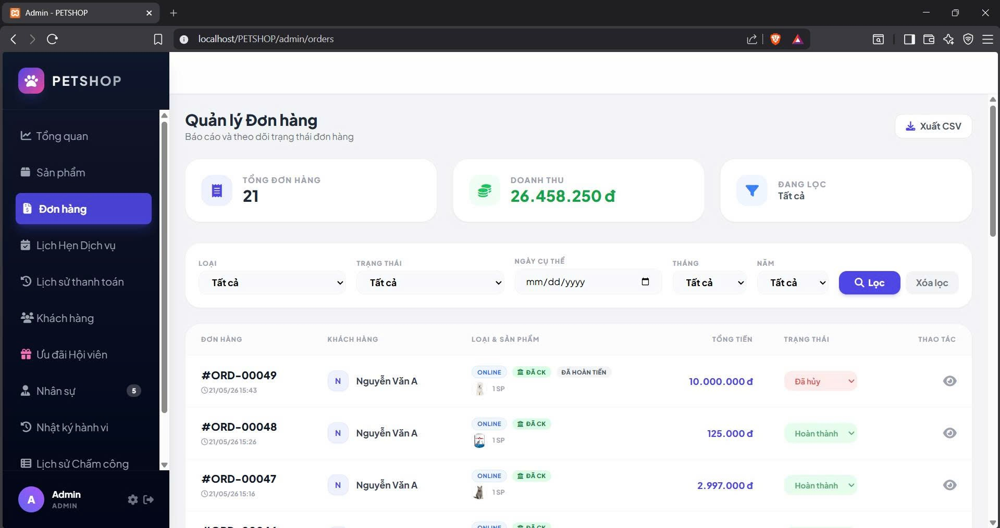 Admin - PETSHOP
localhost/PETSHOP/admin/orders
PETSHOP
Tổng quan
Sản phẩm
Đơn hàng
Lịch Hẹn Dịch vụ
Lịch sử thanh toán
Khách hàng
Ưu đãi Hội viên
Nhân sự 5
Nhật ký hành vi
Lịch sử Chấm công
A
Admin
ADMIN
Quản lý Đơn hàng
Báo cáo và theo dõi trạng thái đơn hàng
Xuất CSV
TỔNG ĐƠN HÀNG
21
DOANH THU
26.458.250 đ
ĐANG LỌC
Tất cả
LOẠI
Tất cả
TRẠNG THÁI
Tất cả
NGÀY CỤ THỂ
mm/dd/yyyy
THÁNG
Tất cả
NĂM
Tất cả
Lọc
Xóa lọc
ĐƠN HÀNG KHÁCH HÀNG LOẠI & SẢN PHẨM TỔNG TIỀN TRẠNG THÁI THAO TÁC
#ORD-00049
21/05/26 15:43
N Nguyễn Văn A
ONLINE ĐÃ CK ĐÃ HOÀN TIỀN
1 SP
10.000.000 đ
Đã hủy
#ORD-00048
21/05/26 15:26
N Nguyễn Văn A
ONLINE ĐÃ CK
1 SP
125.000 đ
Hoàn thành
#ORD-00047
21/05/26 15:16
N Nguyễn Văn A
ONLINE ĐÃ CK
1 SP
2.997.000 đ
Hoàn thành
#ORD-00046
ONLINE ĐÃ CK